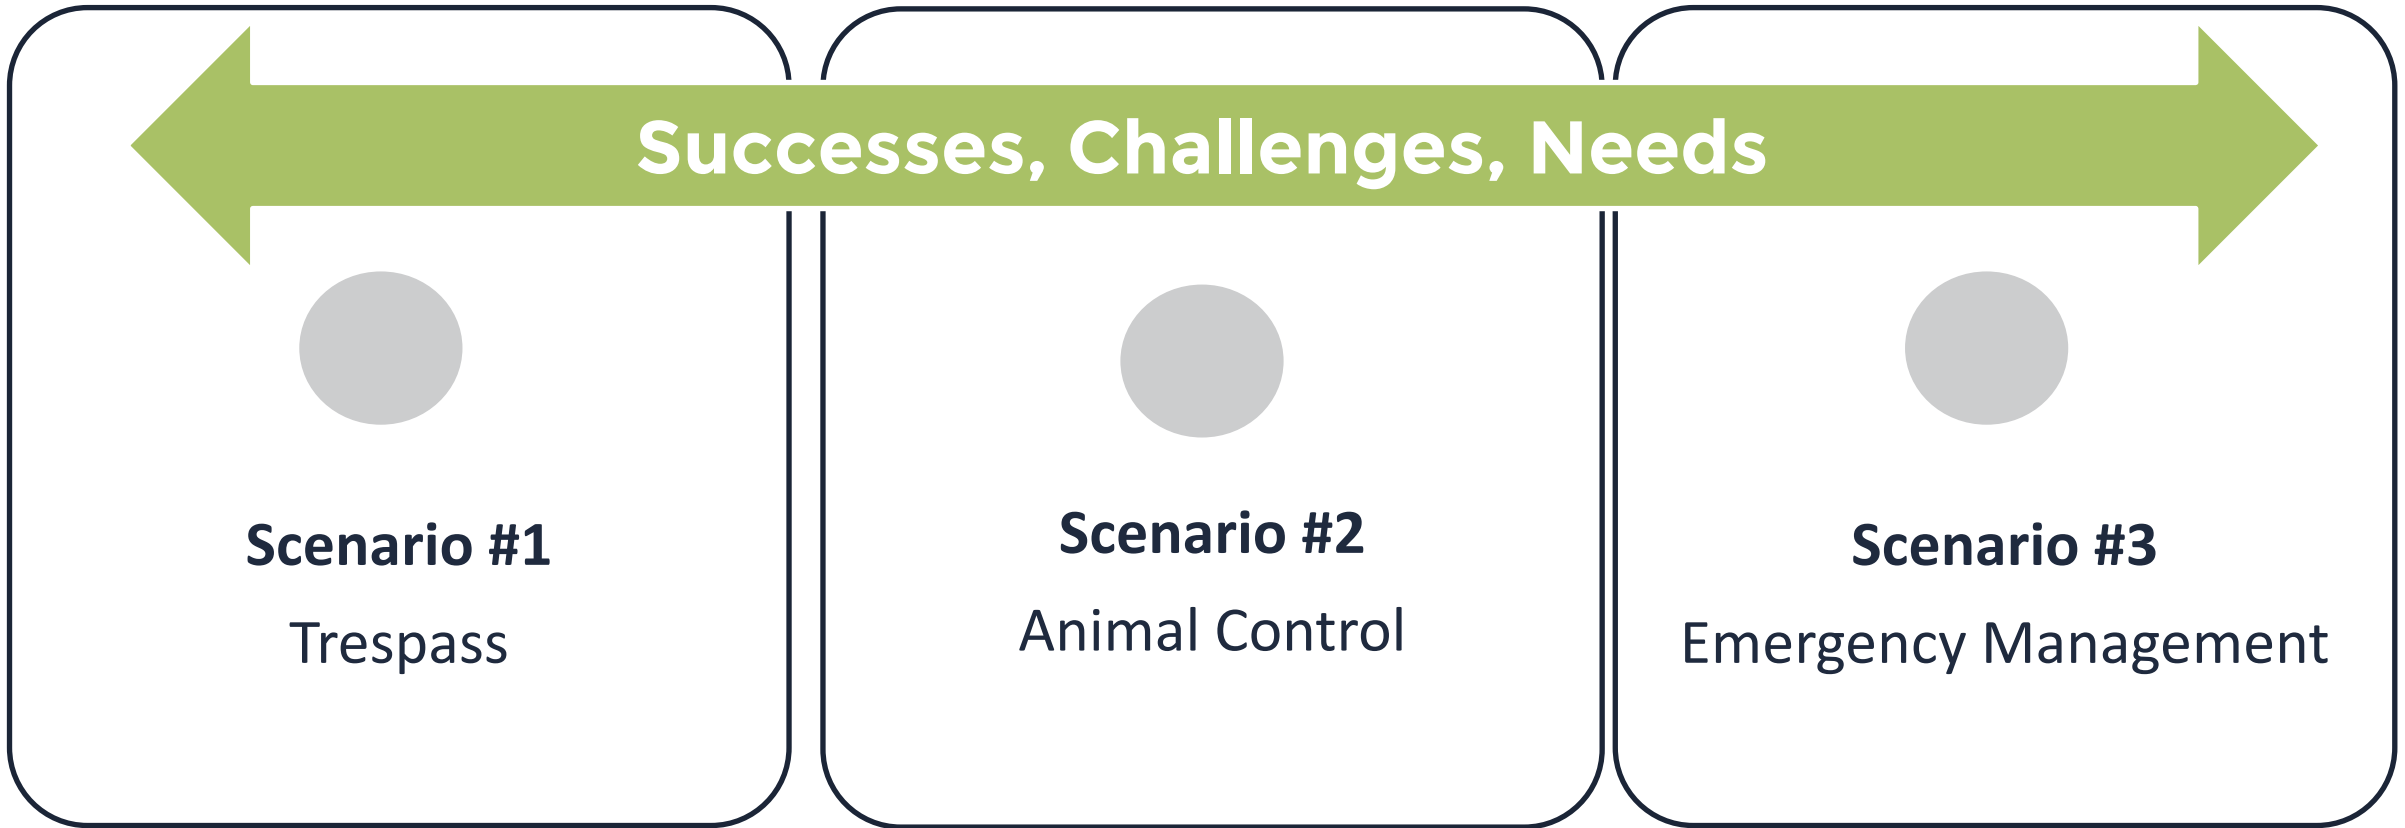 Successes, Challenges, Needs
Scenario #1
Trespass
Scenario #2
Animal Control
Scenario #3
Emergency Management